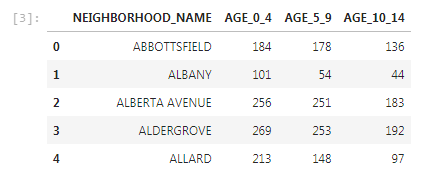 [3]:
NEIGHBORHOOD_NAME AGE_0_4 AGE_5_9 AGE_10_14
0 ABBOTTSFIELD 184 178 136
1 ALBANY 101 54 44
2 ALBERTA AVENUE 256 251 183
3 ALDERGROVE 269 253 192
4 ALLARD 213 148 97